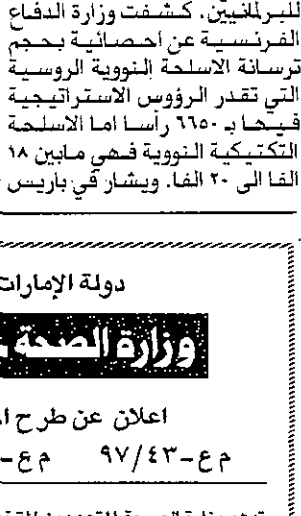 للبرلمانيين. كشفت وزارة الدفاع
الفرنسية عن احصائية بحجم
ترسانة الاسلحة النووية الروسية
التي تقدر الرؤوس الاستراتيجية
فيها بـ ٦٦٥٠ رأسا اما الاسلحة
التكتيكية النووية فهي مابين ١٨
الفا الى ٢٠ الفا. ويشار في باريس
دولة الإمارات
وزارة الصحة
اعلان عن طرح
م ع-٩٧/٤٣ م ع-